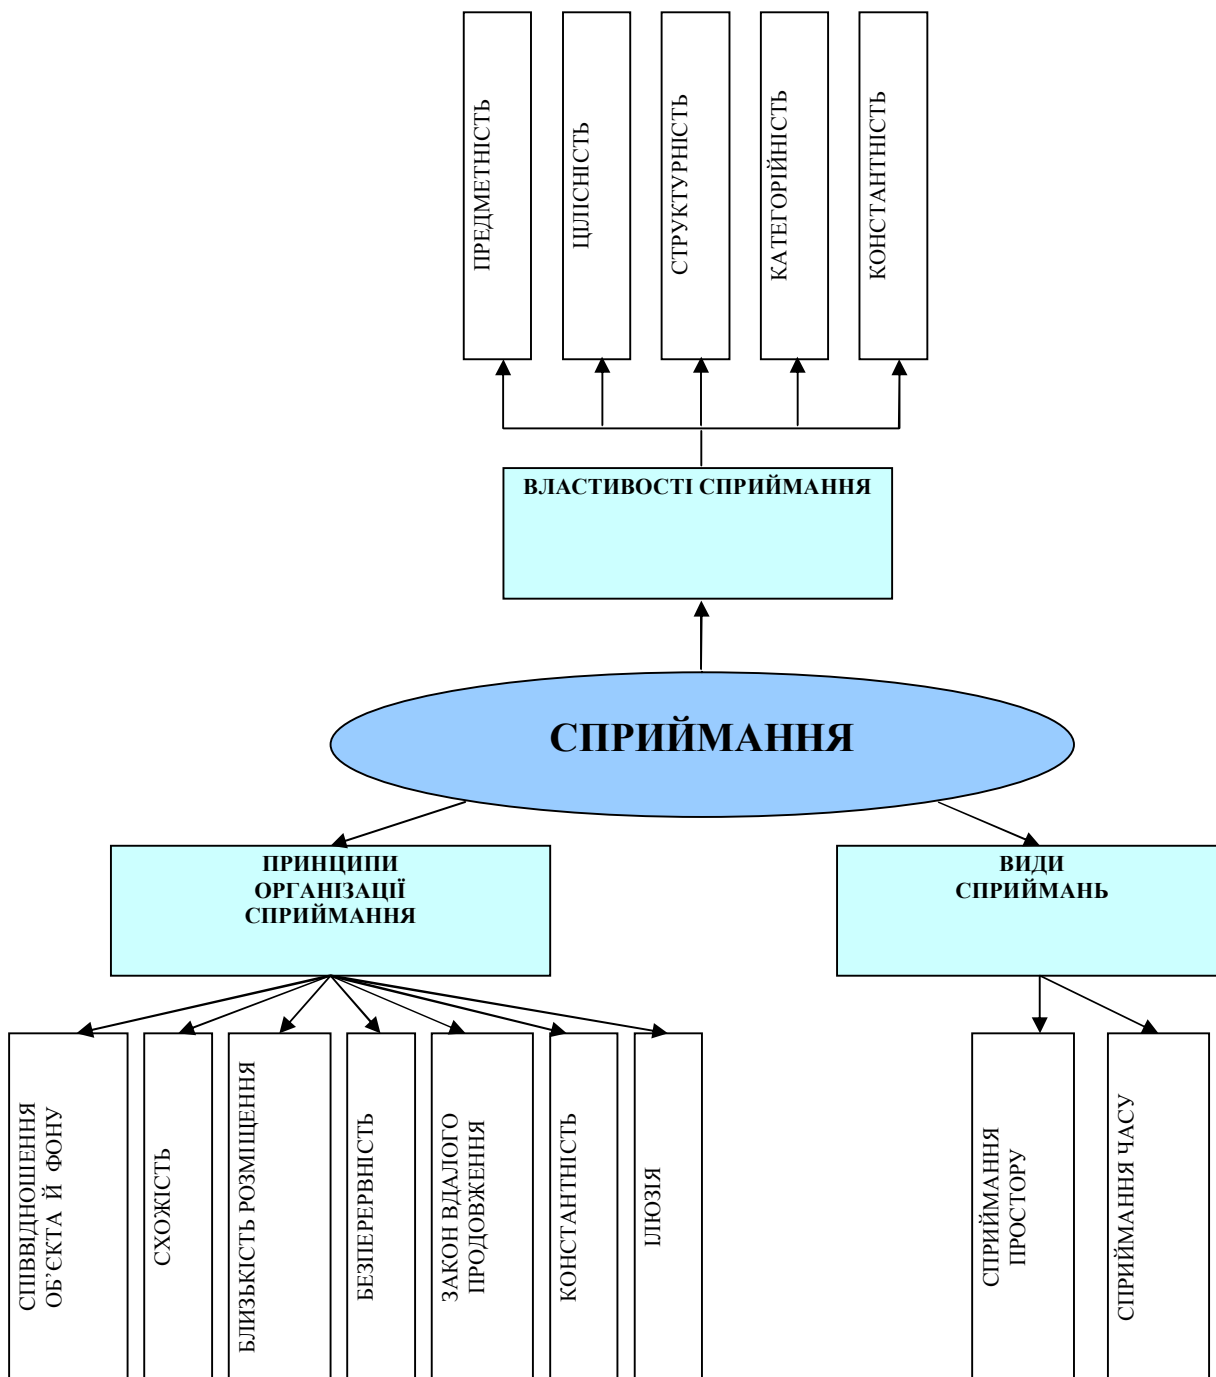 ПРЕДМЕТНІСТЬ
ЦІЛІСНІСТЬ
СТРУКТУРНІСТЬ
КАТЕГОРІЙНІСТЬ
КОНСТАНТНІСТЬ
ВЛАСТИВОСТІ СПРИЙМАННЯ
СПРИЙМАННЯ
ПРИНЦИПИ
ОРГАНІЗАЦІЇ
СПРИЙМАННЯ
ВИДИ
СПРИЙМАНЬ
СПІВВІДНОШЕННЯ
ОБ’ЄКТА Й ФОНУ
СХОЖІСТЬ
БЛИЗЬКІСТЬ РОЗМІЩЕННЯ
БЕЗПЕРЕРВНІСТЬ
ЗАКОН ВДАЛОГО
ПРОДОВЖЕННЯ
КОНСТАНТНІСТЬ
ІЛЮЗІЯ
СПРИЙМАННЯ
ПРОСТОРУ
СПРИЙМАННЯ ЧАСУ